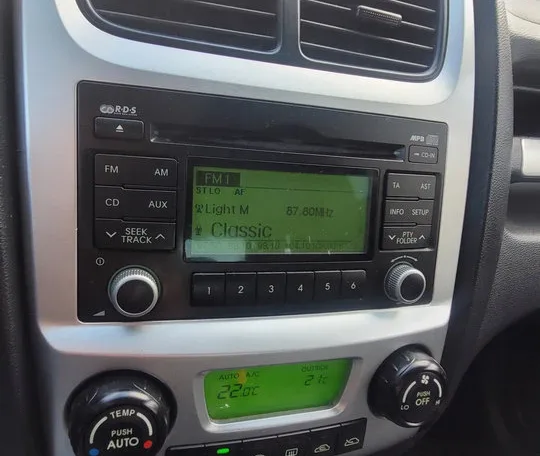 R·D·S
MP3
CD-IN
FM AM
CD AUX
SEEK
TRACK
FM1
ST LO AF
Light M 87.80MHz
Classic
TA AST
INFO SETUP
PTY
FOLDER
1 2 3 4 5 6
AUTO A/C OUTSIDE
22.0c 21c
TEMP
PUSH
AUTO
PUSH
OFF
LO HI